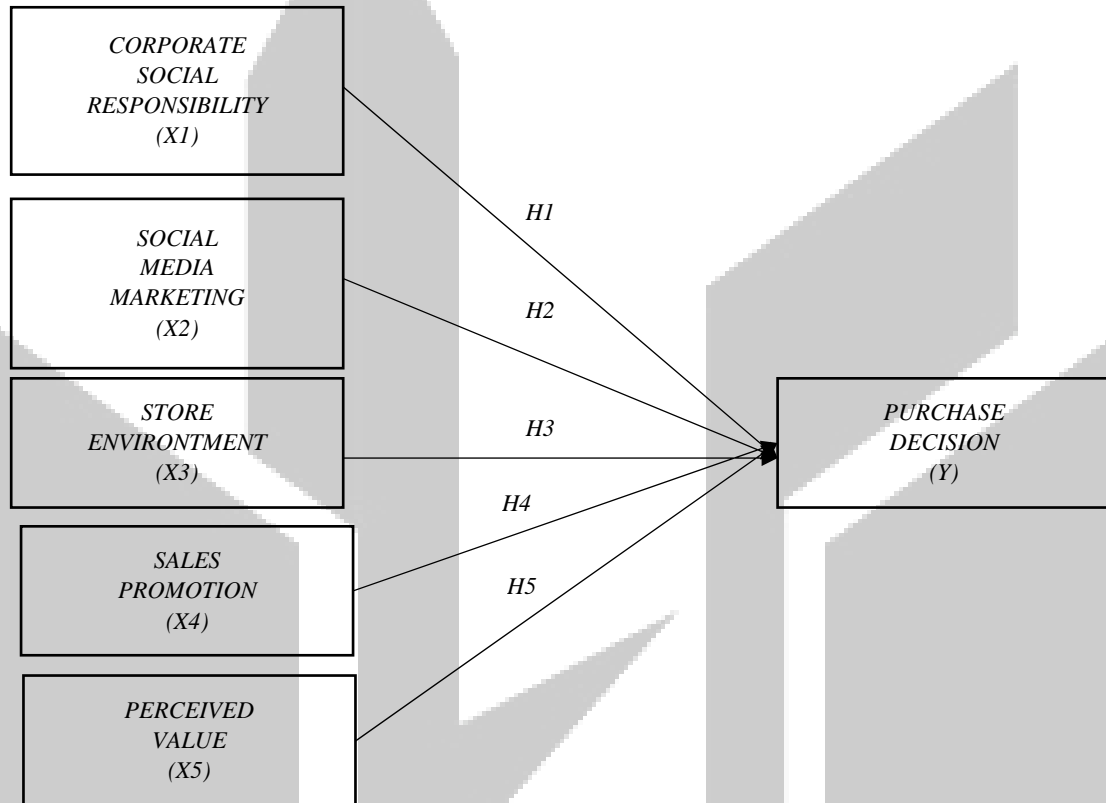 CORPORATE
SOCIAL
RESPONSIBILITY
(X1)
H1
SOCIAL
MEDIA
MARKETING
(X2)
H2
STORE
ENVIRONTMENT
(X3)
H3
PURCHASE
DECISION
(Y)
H4
SALES
PROMOTION
(X4)
H5
PERCEIVED
VALUE
(X5)